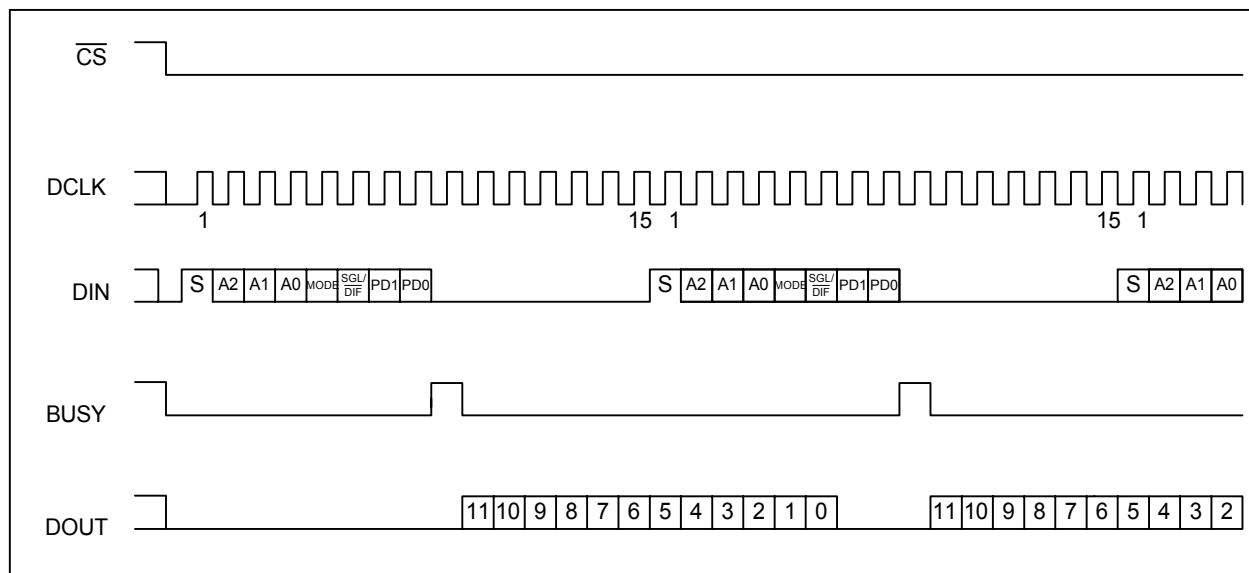 CS
DCLK
1 15 1 15 1
DIN S A2 A1 A0 MODE SGL/DIF PD1 PD0 S A2 A1 A0 MODE SGL/DIF PD1 PD0 S A2 A1 A0
BUSY
DOUT 11 10 9 8 7 6 5 4 3 2 1 0 11 10 9 8 7 6 5 4 3 2